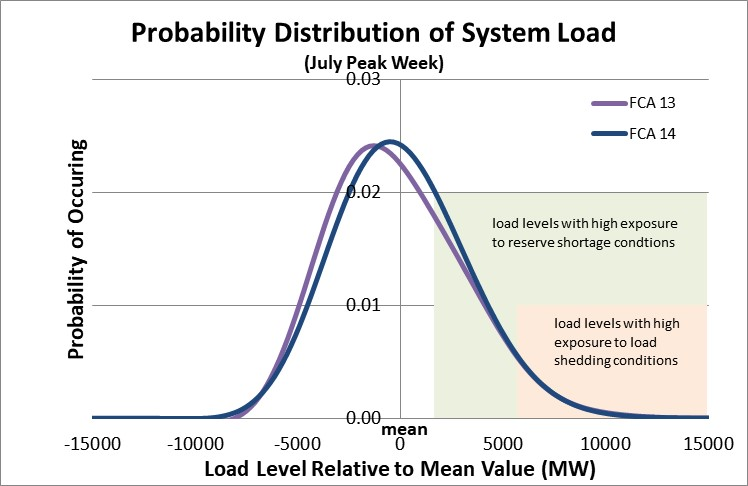 Probability Distribution of System Load
(July Peak Week)
0.03
FCA 13
FCA 14
Probability of Occuring
0.02
load levels with high exposure
to reserve shortage condtions
0.01
load levels with high
exposure to load
shedding conditions
0.00
mean
-15000 -10000 -5000 0 5000 10000 15000
Load Level Relative to Mean Value (MW)